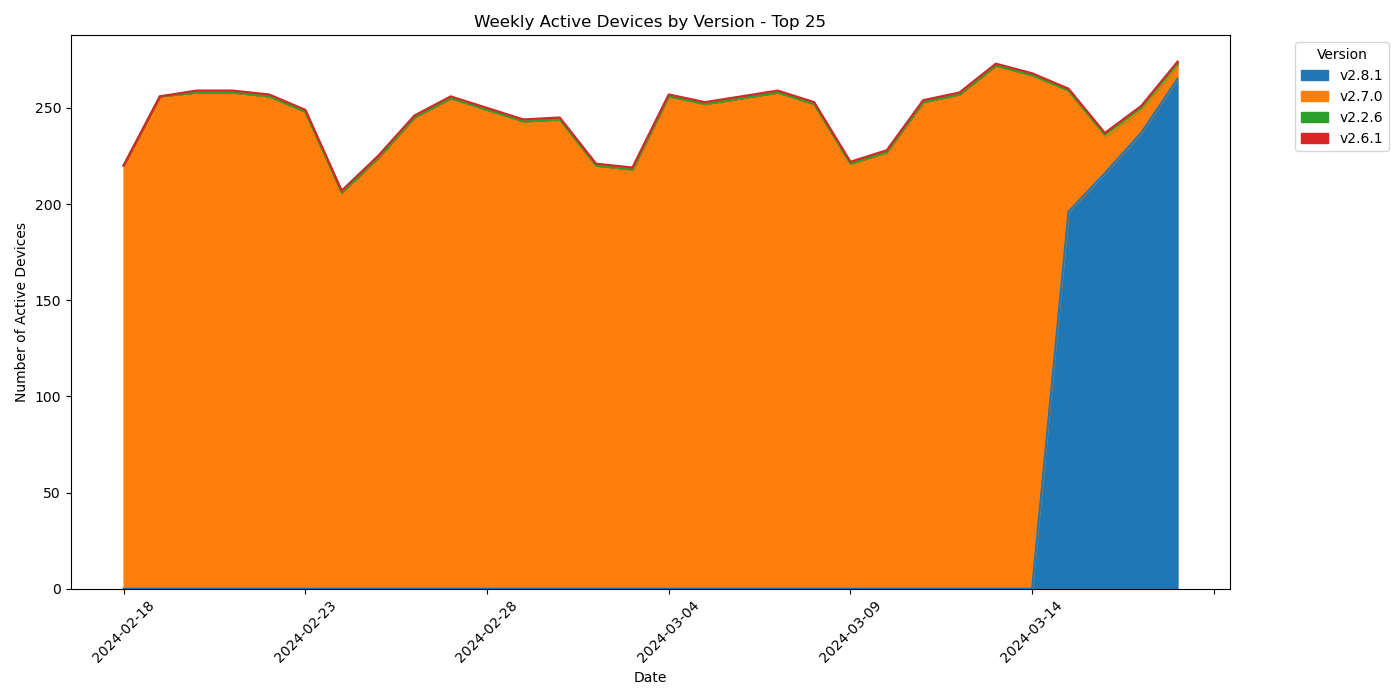 Weekly Active Devices by Version - Top 25
Version
v2.8.1
v2.7.0
v2.2.6
v2.6.1
Number of Active Devices
250
200
150
100
50
0
2024-02-18
2024-02-23
2024-02-28
2024-03-04
2024-03-09
2024-03-14
Date